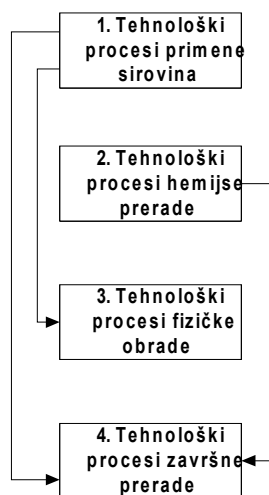 1. Tehnološki
procesi primene
sirovina
2. Tehnološki
procesi hemijse
prerade
3. Tehnološki
procesi fizičke
obrade
4. Tehnološki
procesi završne
prerade